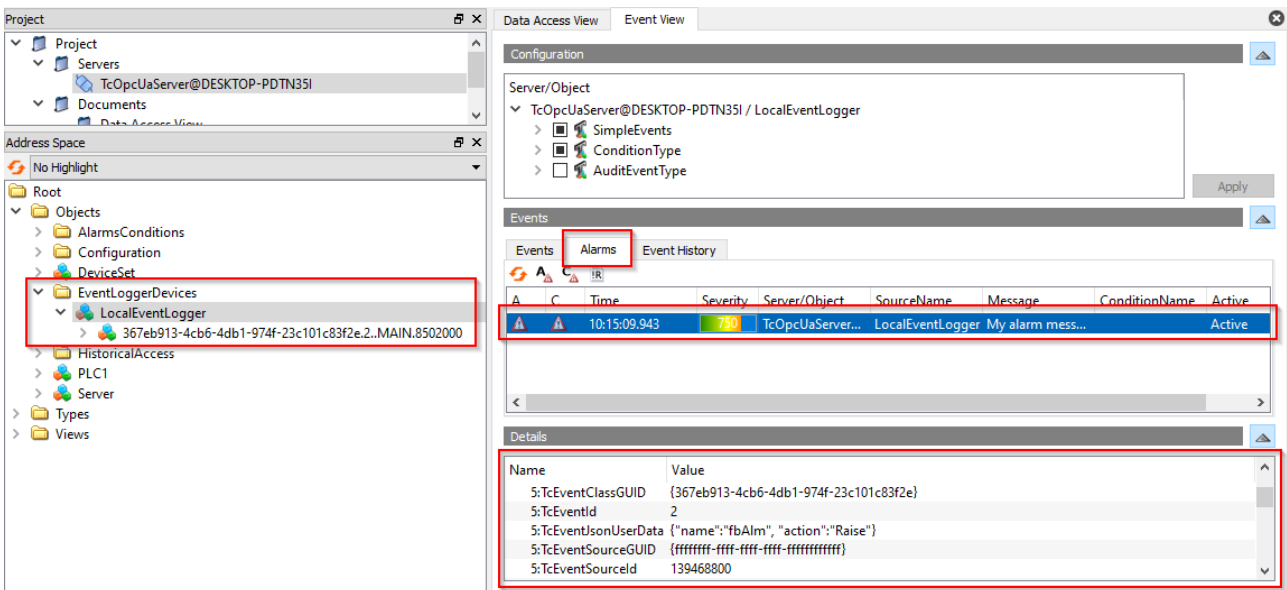 Project
Project
Servers
TcOpcUaServer@DESKTOP-PDTN35I
Documents
Data Access View
Address Space
No Highlight
Root
Objects
AlarmsConditions
Configuration
DeviceSet
EventLoggerDevices
LocalEventLogger
367eb913-4cb6-4db1-974f-23c101c83f2e.2..MAIN.8502000
HistoricalAccess
PLC1
Server
Types
Views
Data Access View Event View
Configuration
Server/Object
TcOpcUaServer@DESKTOP-PDTN35I / LocalEventLogger
SimpleEvents
ConditionType
AuditEventType
Apply
Events
Events Alarms Event History
A C !R
A C Time Severity Server/Object SourceName Message ConditionName Active
10:15:09.943 750 TcOpcUaServer... LocalEventLogger My alarm mess... Active
Details
Name Value
5:TcEventClassGUID {367eb913-4cb6-4db1-974f-23c101c83f2e}
5:TcEventId 2
5:TcEventJsonUserData {"name":"fbAlm", "action":"Raise"}
5:TcEventSourceGUID {ffffffff-ffff-ffff-ffff-ffffffffffff}
5:TcEventSourceId 139468800